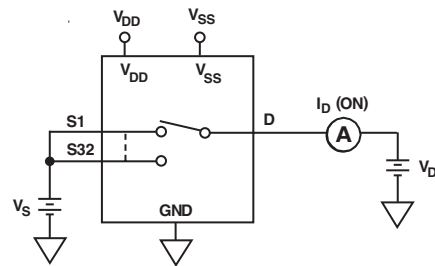 VDD VSS
VDD VSS
ID (ON)
S1 D
A
S32
VS VD
GND